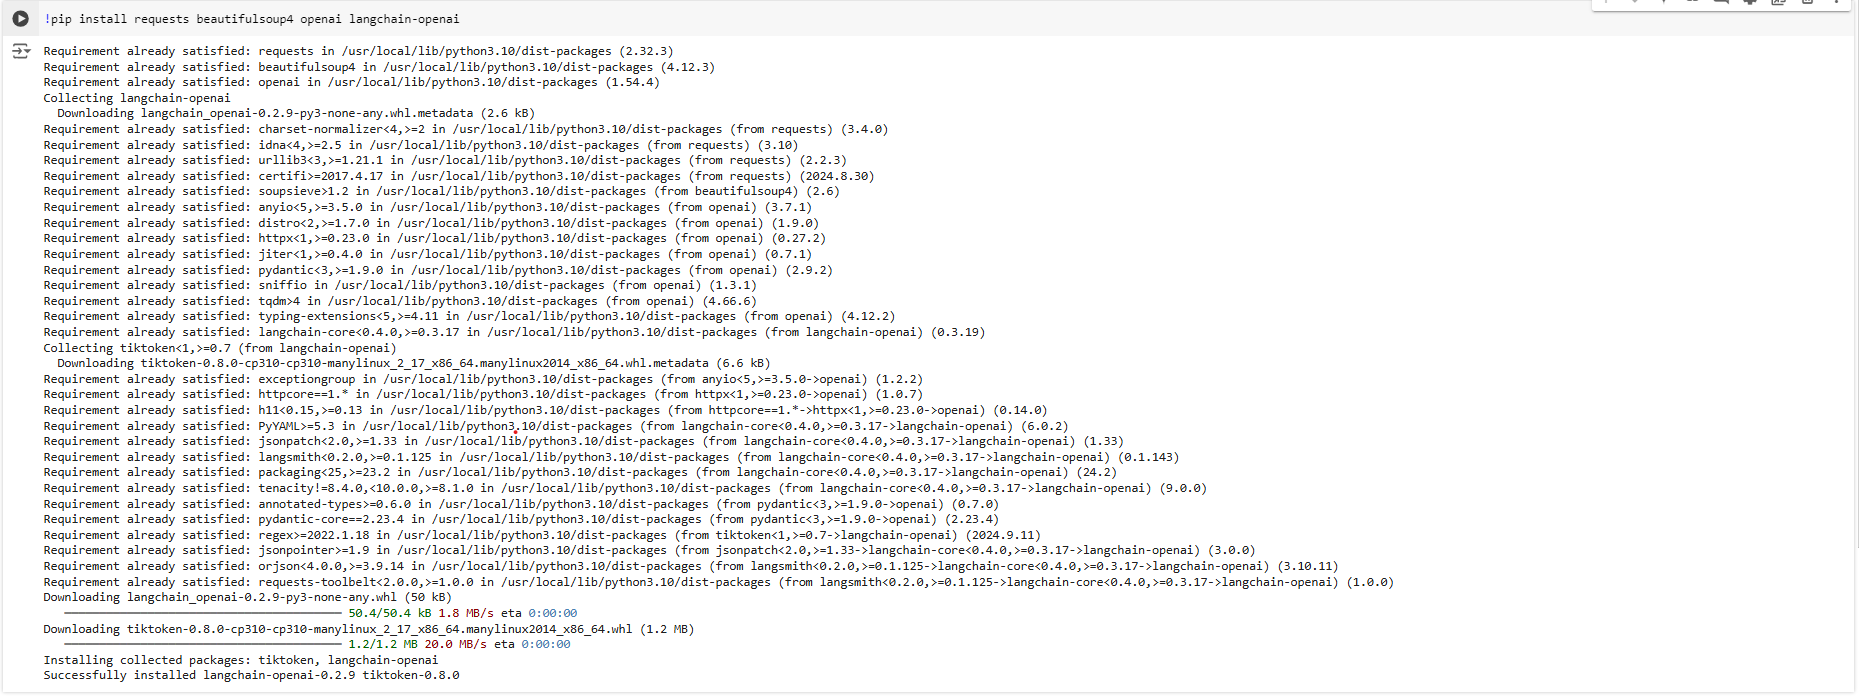 !pip install requests beautifulsoup4 openai langchain-openai
Requirement already satisfied: requests in /usr/local/lib/python3.10/dist-packages (2.32.3)
Requirement already satisfied: beautifulsoup4 in /usr/local/lib/python3.10/dist-packages (4.12.3)
Requirement already satisfied: openai in /usr/local/lib/python3.10/dist-packages (1.54.4)
Collecting langchain-openai
  Downloading langchain_openai-0.2.9-py3-none-any.whl.metadata (2.6 kB)
Requirement already satisfied: charset-normalizer<4,>=2 in /usr/local/lib/python3.10/dist-packages (from requests) (3.4.0)
Requirement already satisfied: idna<4,>=2.5 in /usr/local/lib/python3.10/dist-packages (from requests) (3.10)
Requirement already satisfied: urllib3<3,>=1.21.1 in /usr/local/lib/python3.10/dist-packages (from requests) (2.2.3)
Requirement already satisfied: certifi>=2017.4.17 in /usr/local/lib/python3.10/dist-packages (from requests) (2024.8.30)
Requirement already satisfied: soupsieve>1.2 in /usr/local/lib/python3.10/dist-packages (from beautifulsoup4) (2.6)
Requirement already satisfied: anyio<5,>=3.5.0 in /usr/local/lib/python3.10/dist-packages (from openai) (3.7.1)
Requirement already satisfied: distro<2,>=1.7.0 in /usr/local/lib/python3.10/dist-packages (from openai) (1.9.0)
Requirement already satisfied: httpx<1,>=0.23.0 in /usr/local/lib/python3.10/dist-packages (from openai) (0.27.2)
Requirement already satisfied: jiter<1,>=0.4.0 in /usr/local/lib/python3.10/dist-packages (from openai) (0.7.1)
Requirement already satisfied: pydantic<3,>=1.9.0 in /usr/local/lib/python3.10/dist-packages (from openai) (2.9.2)
Requirement already satisfied: sniffio in /usr/local/lib/python3.10/dist-packages (from openai) (1.3.1)
Requirement already satisfied: tqdm>4 in /usr/local/lib/python3.10/dist-packages (from openai) (4.66.6)
Requirement already satisfied: typing-extensions<5,>=4.11 in /usr/local/lib/python3.10/dist-packages (from openai) (4.12.2)
Requirement already satisfied: langchain-core<0.4.0,>=0.3.17 in /usr/local/lib/python3.10/dist-packages (from langchain-openai) (0.3.19)
Collecting tiktoken<1,>=0.7 (from langchain-openai)
  Downloading tiktoken-0.8.0-cp310-cp310-manylinux_2_17_x86_64.manylinux2014_x86_64.whl.metadata (6.6 kB)
Requirement already satisfied: exceptiongroup in /usr/local/lib/python3.10/dist-packages (from anyio<5,>=3.5.0->openai) (1.2.2)
Requirement already satisfied: httpcore==1.* in /usr/local/lib/python3.10/dist-packages (from httpx<1,>=0.23.0->openai) (1.0.7)
Requirement already satisfied: h11<0.15,>=0.13 in /usr/local/lib/python3.10/dist-packages (from httpcore==1.*->httpx<1,>=0.23.0->openai) (0.14.0)
Requirement already satisfied: PyYAML>=5.3 in /usr/local/lib/python3.10/dist-packages (from langchain-core<0.4.0,>=0.3.17->langchain-openai) (6.0.2)
Requirement already satisfied: jsonpatch<2.0,>=1.33 in /usr/local/lib/python3.10/dist-packages (from langchain-core<0.4.0,>=0.3.17->langchain-openai) (1.33)
Requirement already satisfied: langsmith<0.2.0,>=0.1.125 in /usr/local/lib/python3.10/dist-packages (from langchain-core<0.4.0,>=0.3.17->langchain-openai) (0.1.143)
Requirement already satisfied: packaging<25,>=23.2 in /usr/local/lib/python3.10/dist-packages (from langchain-core<0.4.0,>=0.3.17->langchain-openai) (24.2)
Requirement already satisfied: tenacity!=8.4.0,<10.0.0,>=8.1.0 in /usr/local/lib/python3.10/dist-packages (from langchain-core<0.4.0,>=0.3.17->langchain-openai) (9.0.0)
Requirement already satisfied: annotated-types>=0.6.0 in /usr/local/lib/python3.10/dist-packages (from pydantic<3,>=1.9.0->openai) (0.7.0)
Requirement already satisfied: pydantic-core==2.23.4 in /usr/local/lib/python3.10/dist-packages (from pydantic<3,>=1.9.0->openai) (2.23.4)
Requirement already satisfied: regex>=2022.1.18 in /usr/local/lib/python3.10/dist-packages (from tiktoken<1,>=0.7->langchain-openai) (2024.9.11)
Requirement already satisfied: jsonpointer>=1.9 in /usr/local/lib/python3.10/dist-packages (from jsonpatch<2.0,>=1.33->langchain-core<0.4.0,>=0.3.17->langchain-openai) (3.0.0)
Requirement already satisfied: orjson<4.0.0,>=3.9.14 in /usr/local/lib/python3.10/dist-packages (from langsmith<0.2.0,>=0.1.125->langchain-core<0.4.0,>=0.3.17->langchain-openai) (3.10.11)
Requirement already satisfied: requests-toolbelt<2.0.0,>=1.0.0 in /usr/local/lib/python3.10/dist-packages (from langsmith<0.2.0,>=0.1.125->langchain-core<0.4.0,>=0.3.17->langchain-openai) (1.0.0)
Downloading langchain_openai-0.2.9-py3-none-any.whl (50 kB)
50.4/50.4 kB 1.8 MB/s eta 0:00:00
Downloading tiktoken-0.8.0-cp310-cp310-manylinux_2_17_x86_64.manylinux2014_x86_64.whl (1.2 MB)
1.2/1.2 MB 20.0 MB/s eta 0:00:00
Installing collected packages: tiktoken, langchain-openai
Successfully installed langchain-openai-0.2.9 tiktoken-0.8.0